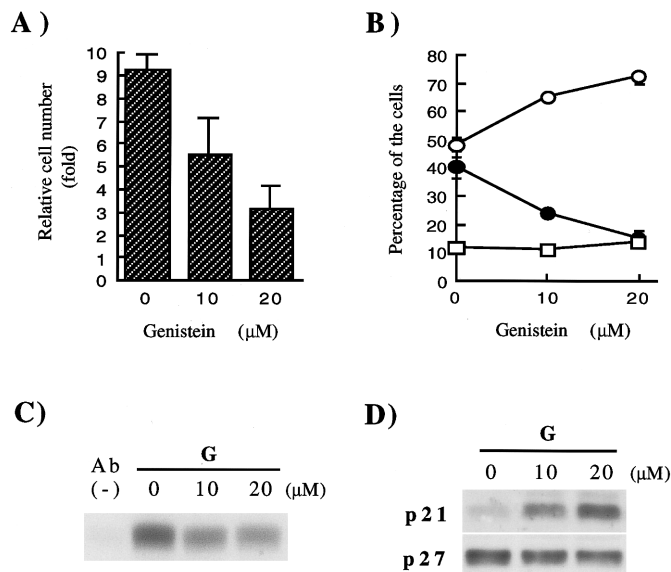 A)
Relative cell number
(fold)
10
9
8
7
6
5
4
3
2
1
0
0 10 20
Genistein (μM)
B)
Percentage of the cells
80
70
60
50
40
30
20
10
0
0 10 20
Genistein (μM)
C)
Ab
(-)
G
0 10 20 (μM)
D)
G
0 10 20 (μM)
p21
p27